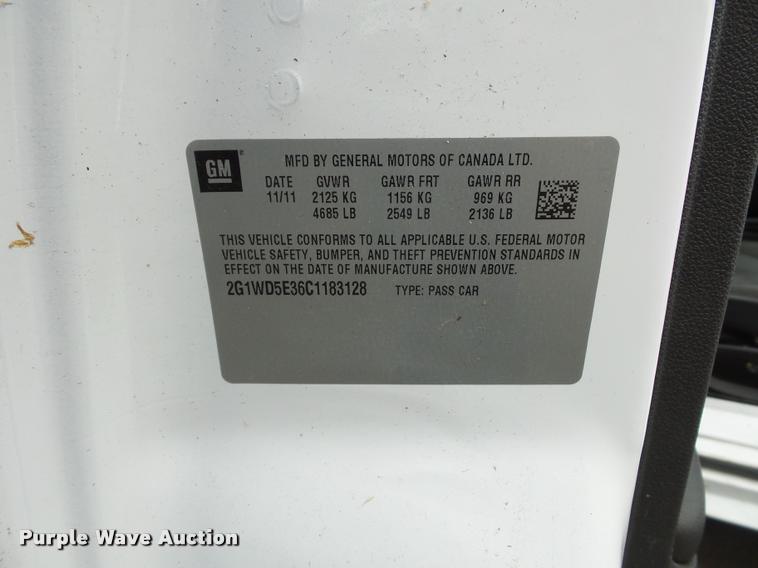 GM ®
MFD BY GENERAL MOTORS OF CANADA LTD.
DATE GVWR GAWR FRT GAWR RR
11/11 2125 KG 1156 KG 969 KG
4685 LB 2549 LB 2136 LB
THIS VEHICLE CONFORMS TO ALL APPLICABLE U.S. FEDERAL MOTOR
VEHICLE SAFETY, BUMPER, AND THEFT PREVENTION STANDARDS IN
EFFECT ON THE DATE OF MANUFACTURE SHOWN ABOVE.
2G1WD5E36C1183128 TYPE: PASS CAR
Purple Wave Auction